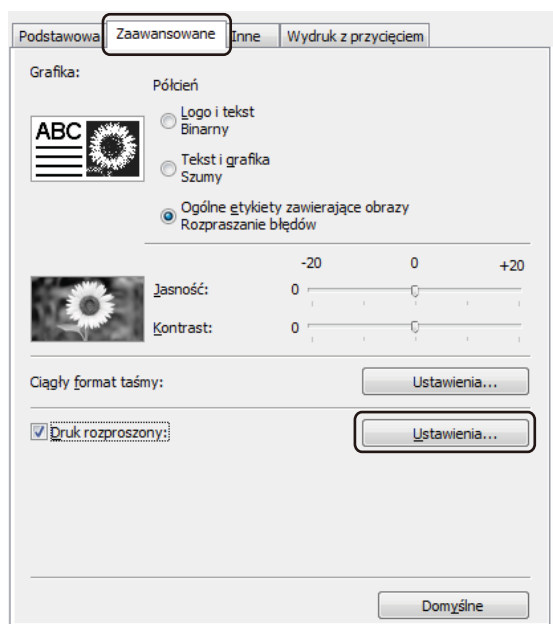 Podstawowa Zaawansowane Inne Wydruk z przycięciem
Grafika:
Półcień
ABC
Logo i tekst
Binarny
Tekst i grafika
Szumy
Ogólne etykiety zawierające obrazy
Rozpraszanie błędów
-20 0 +20
Jasność: 0
Kontrast: 0
Ciągły format taśmy: Ustawienia...
Druk rozproszony: Ustawienia...
Domyślne